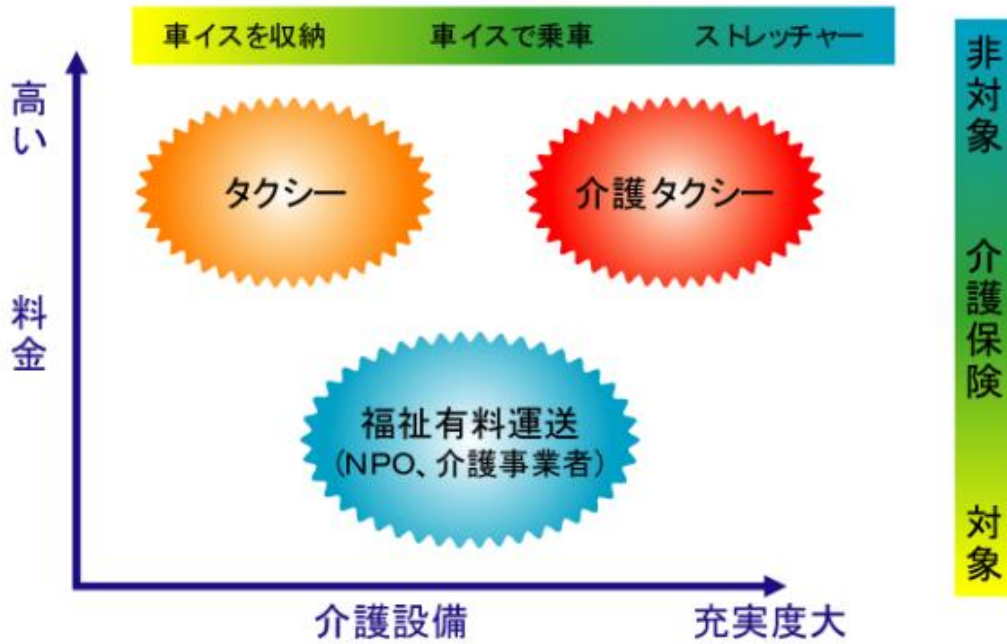 車イスを収納 車イスで乗車 ストレッチャー
高い
料金
タクシー
介護タクシー
福祉有料運送
(NPO、介護事業者)
介護設備 充実度大
非対象
介護保険
対象